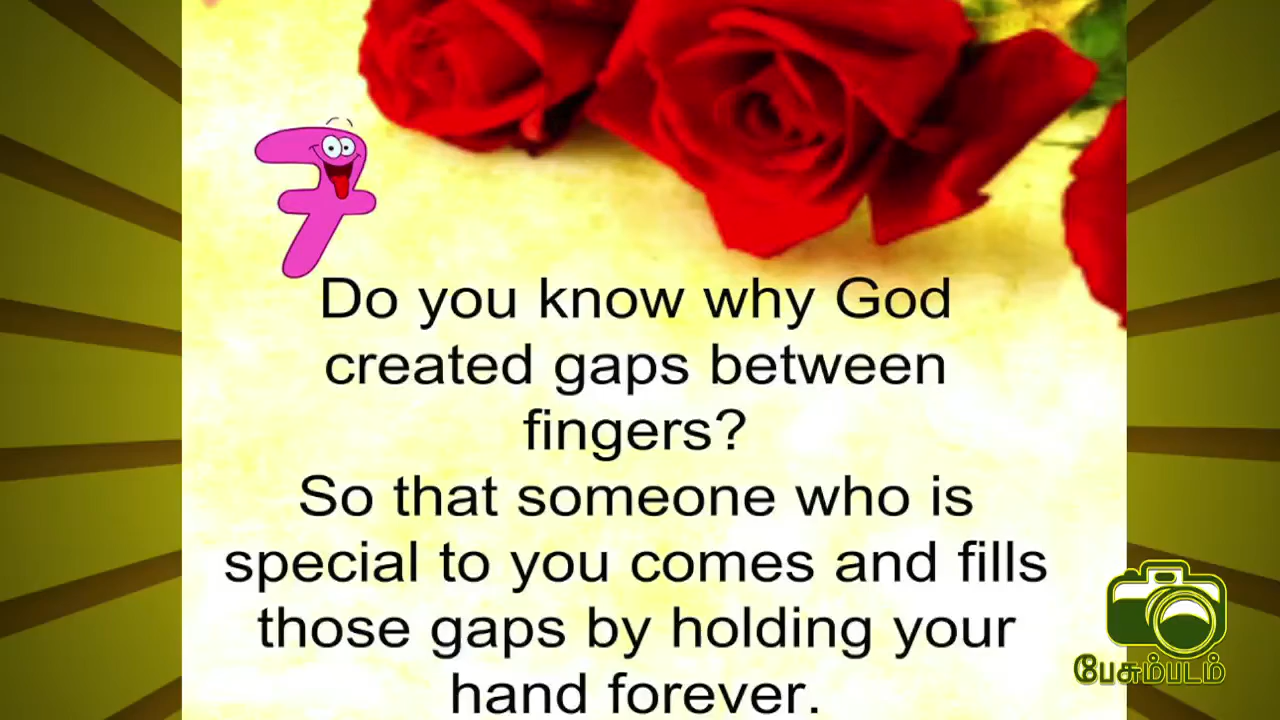 7
Do you know why God
created gaps between
fingers?
So that someone who is
special to you comes and fills
those gaps by holding your
hand forever.
பேசும்படம்